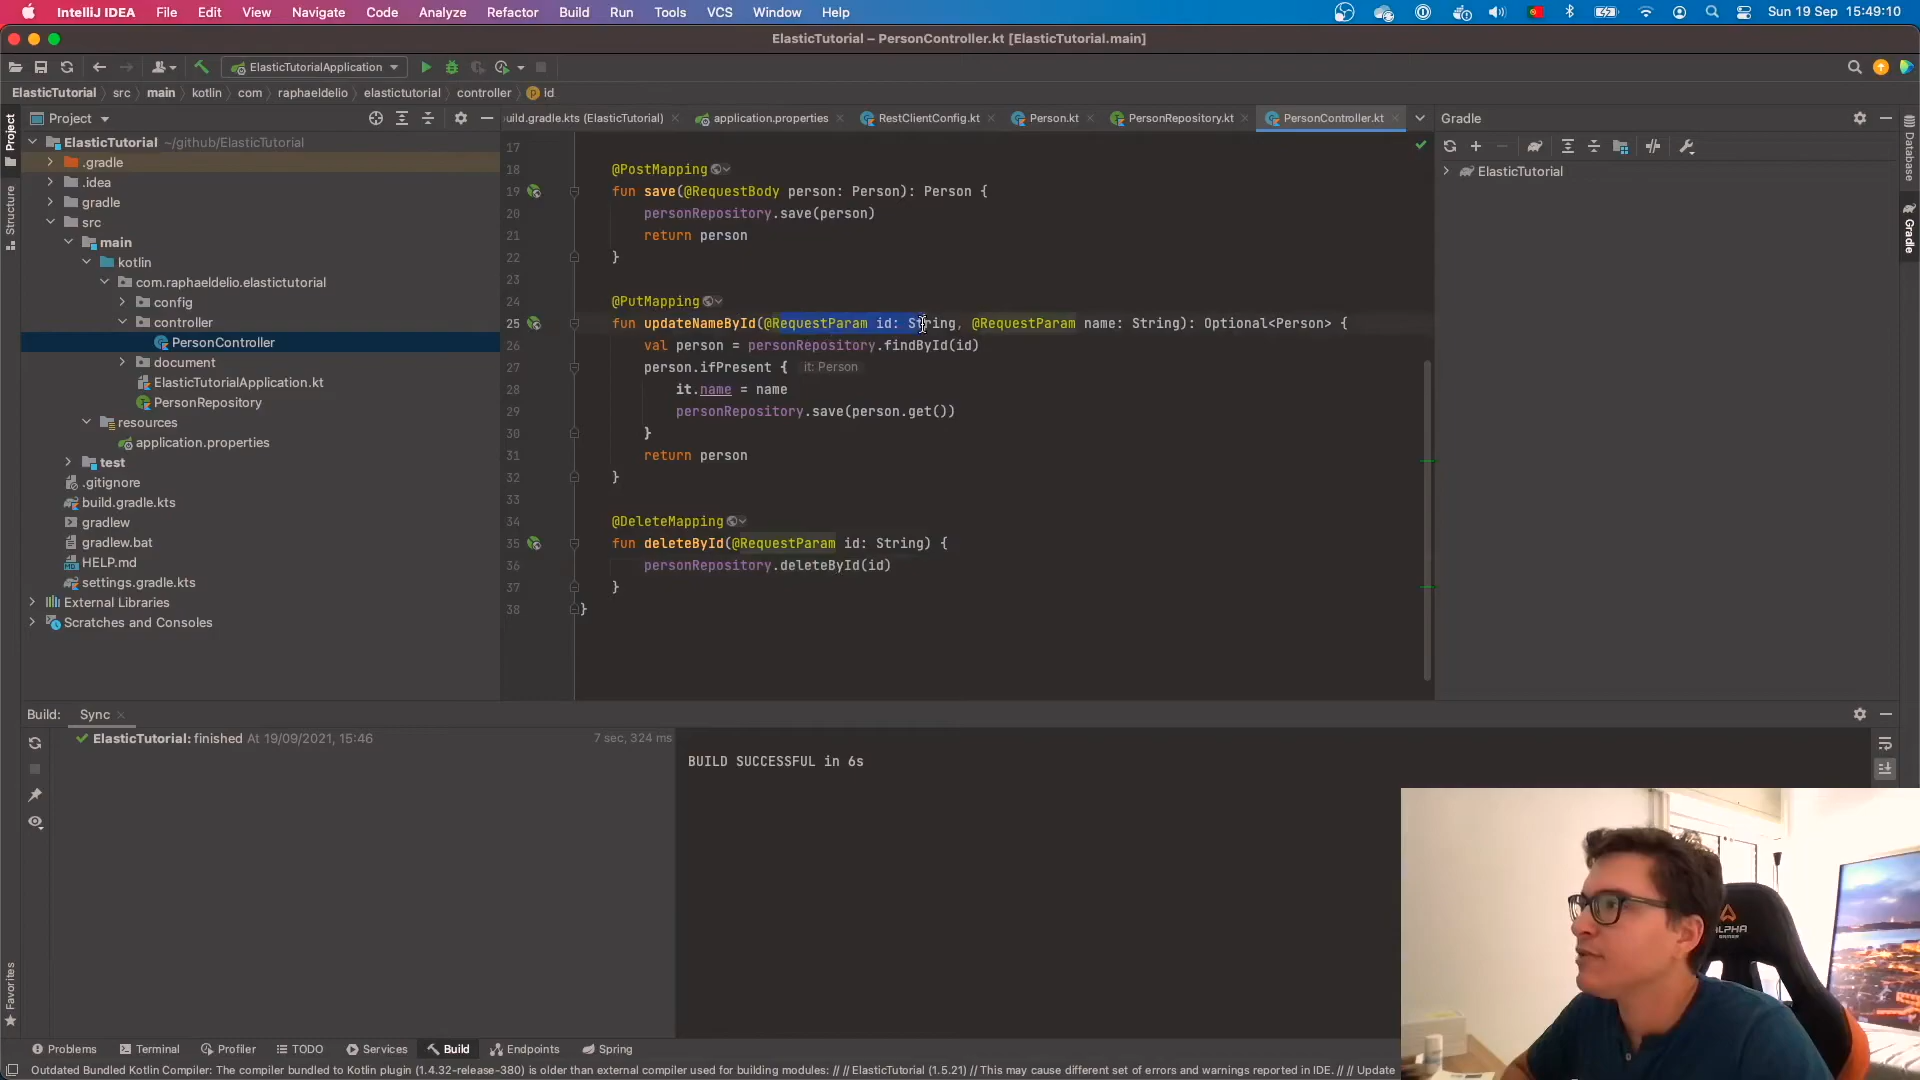 IntelliJ IDEA File Edit View Navigate Code Analyze Refactor Build Run Tools VCS Window Help Sun 19 Sep 15:49:10
ElasticTutorial – PersonController.kt [ElasticTutorial.main]
ElasticTutorialApplication
ElasticTutorial src main kotlin com raphaeldelio elastictutorial controller id
Project
uild.gradle.kts (ElasticTutorial) application.properties RestClientConfig.kt Person.kt PersonRepository.kt PersonController.kt
Gradle
ElasticTutorial
Project
Structure
Favorites
Database
Gradle
ElasticTutorial ~/github/ElasticTutorial
.gradle
.idea
gradle
src
main
kotlin
com.raphaeldelio.elastictutorial
config
controller
PersonController
document
ElasticTutorialApplication.kt
PersonRepository
resources
application.properties
test
.gitignore
build.gradle.kts
gradlew
gradlew.bat
HELP.md
settings.gradle.kts
External Libraries
Scratches and Consoles
17
18 @PostMapping
19 fun save(@RequestBody person: Person): Person {
20 personRepository.save(person)
21 return person
22 }
23
24 @PutMapping
25 fun updateNameById(@RequestParam id: String, @RequestParam name: String): Optional<Person> {
26 val person = personRepository.findById(id)
27 person.ifPresent { it: Person
28 it.name = name
29 personRepository.save(person.get())
30 }
31 return person
32 }
33
34 @DeleteMapping
35 fun deleteById(@RequestParam id: String) {
36 personRepository.deleteById(id)
37 }
38 }
Build: Sync
ElasticTutorial: finished At 19/09/2021, 15:46 7 sec, 324 ms
BUILD SUCCESSFUL in 6s
ALPHA
GAMER
Problems Terminal Profiler TODO Services Build Endpoints Spring
Outdated Bundled Kotlin Compiler: The compiler bundled to Kotlin plugin (1.4.32-release-380) is older than external compiler used for building modules: // // ElasticTutorial (1.5.21) // This may cause different set of errors and warnings reported in IDE. // // Update